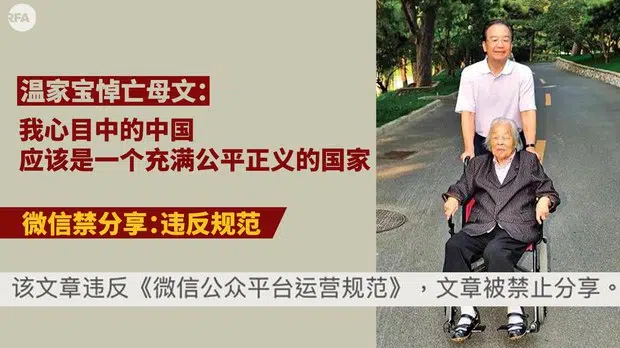 RFA
温家宝悼亡母文：
我心目中的中国
应该是一个充满公平正义的国家
微信禁分享：违反规范
该文章违反《微信公众平台运营规范》，文章被禁止分享。